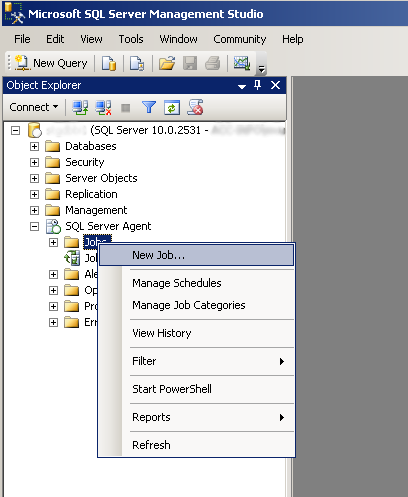 Microsoft SQL Server Management Studio
File Edit View Tools Window Community Help
New Query
Object Explorer
Connect
(SQL Server 10.0.2531 -
Databases
Security
Server Objects
Replication
Management
SQL Server Agent
Jobs
New Job...
Manage Schedules
Manage Job Categories
View History
Filter
Start PowerShell
Reports
Refresh